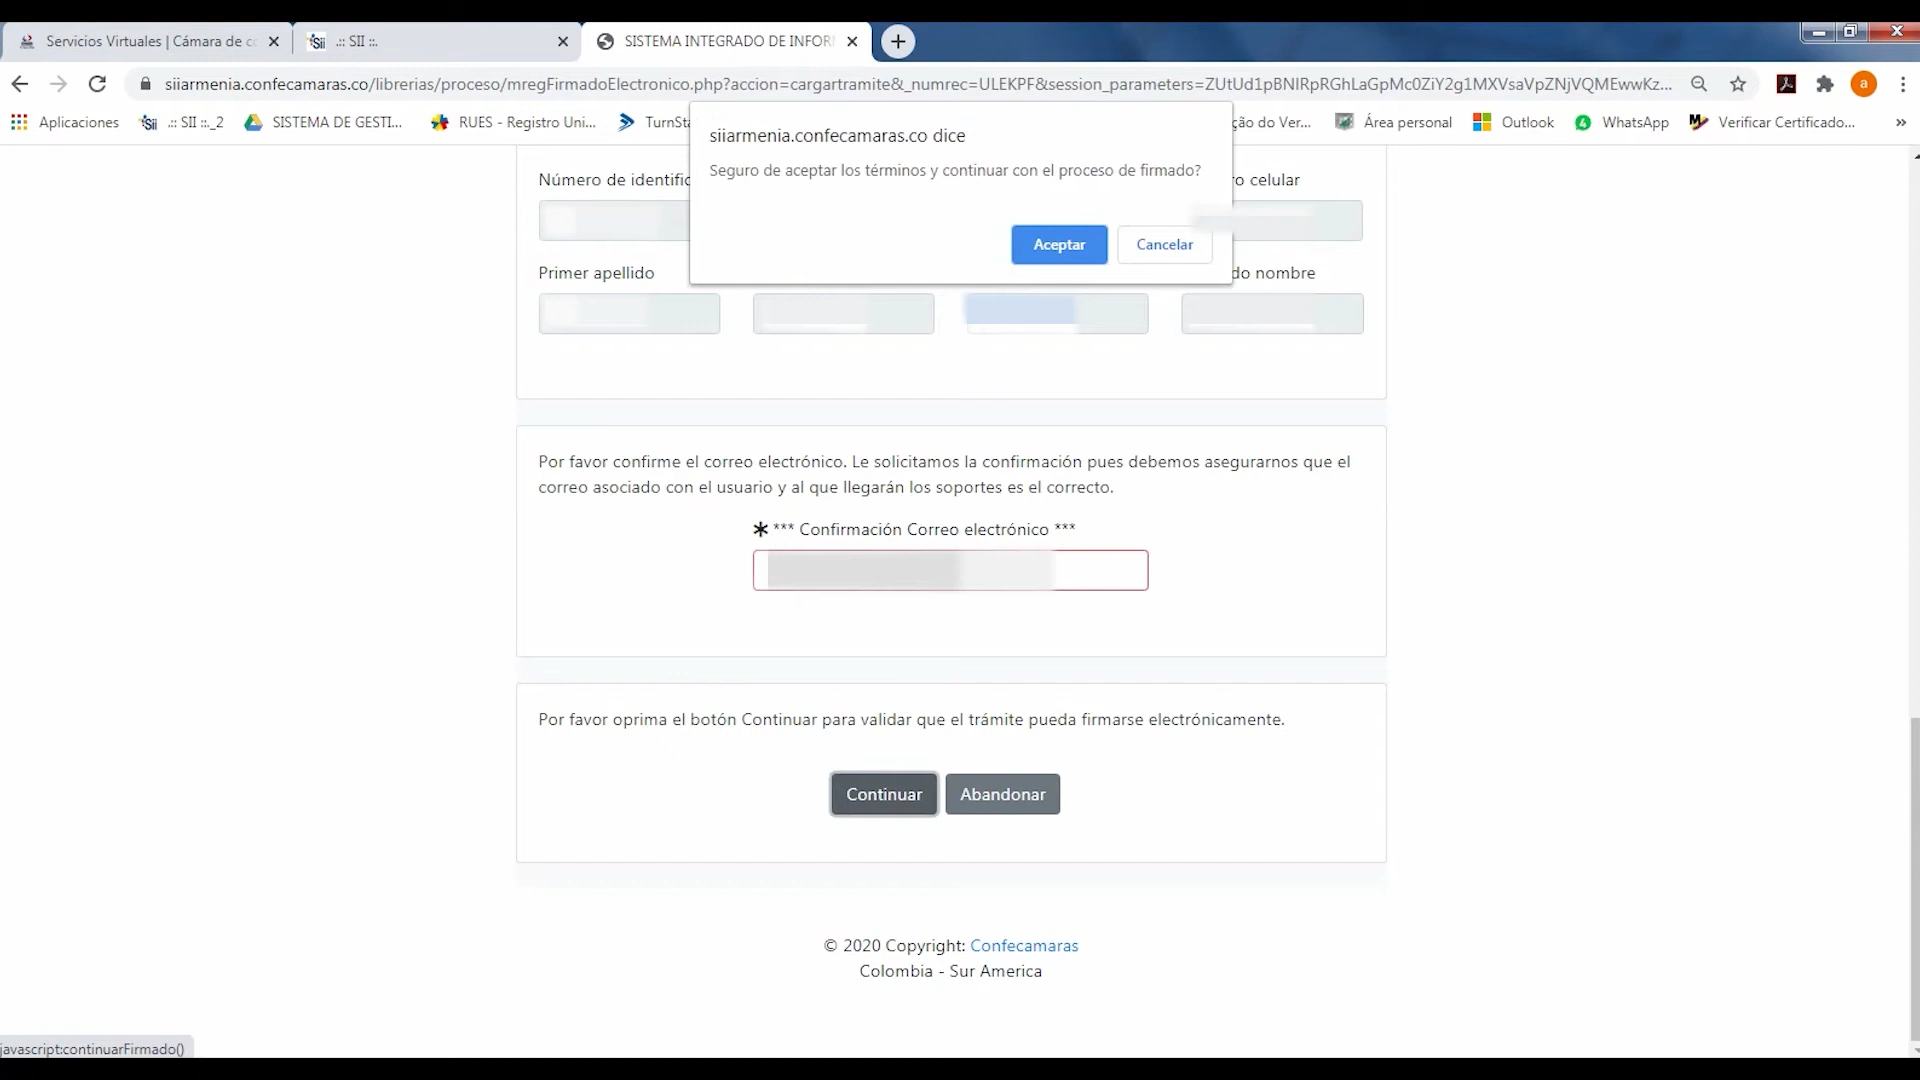 Servicios Virtuales | Cámara de co
Sii .:: SII ::.
SISTEMA INTEGRADO DE INFOR
siiarmenia.confecamaras.co/librerias/proceso/mregFirmadoElectronico.php?accion=cargartramite&_numrec=ULEKPF&session_parameters=ZUtUd1pBNlRpRGhLaGpMc0ZiY2g1MXVsaVpZNjVQMEwwKz...
a
Aplicaciones
Sii .:: SII ::._2
SISTEMA DE GESTI...
RUES - Registro Uni...
TurnSta
ção do Ver...
Área personal
Outlook
4 WhatsApp
Verificar Certificado...
»
siiarmenia.confecamaras.co dice
Seguro de aceptar los términos y continuar con el proceso de firmado?
Aceptar Cancelar
Número de identific
o celular
Primer apellido
do nombre
Por favor confirme el correo electrónico. Le solicitamos la confirmación pues debemos asegurarnos que el
correo asociado con el usuario y al que llegarán los soportes es el correcto.
*** Confirmación Correo electrónico ***
Por favor oprima el botón Continuar para validar que el trámite pueda firmarse electrónicamente.
Continuar Abandonar
© 2020 Copyright: Confecamaras
Colombia - Sur America
javascript:continuarFirmado()